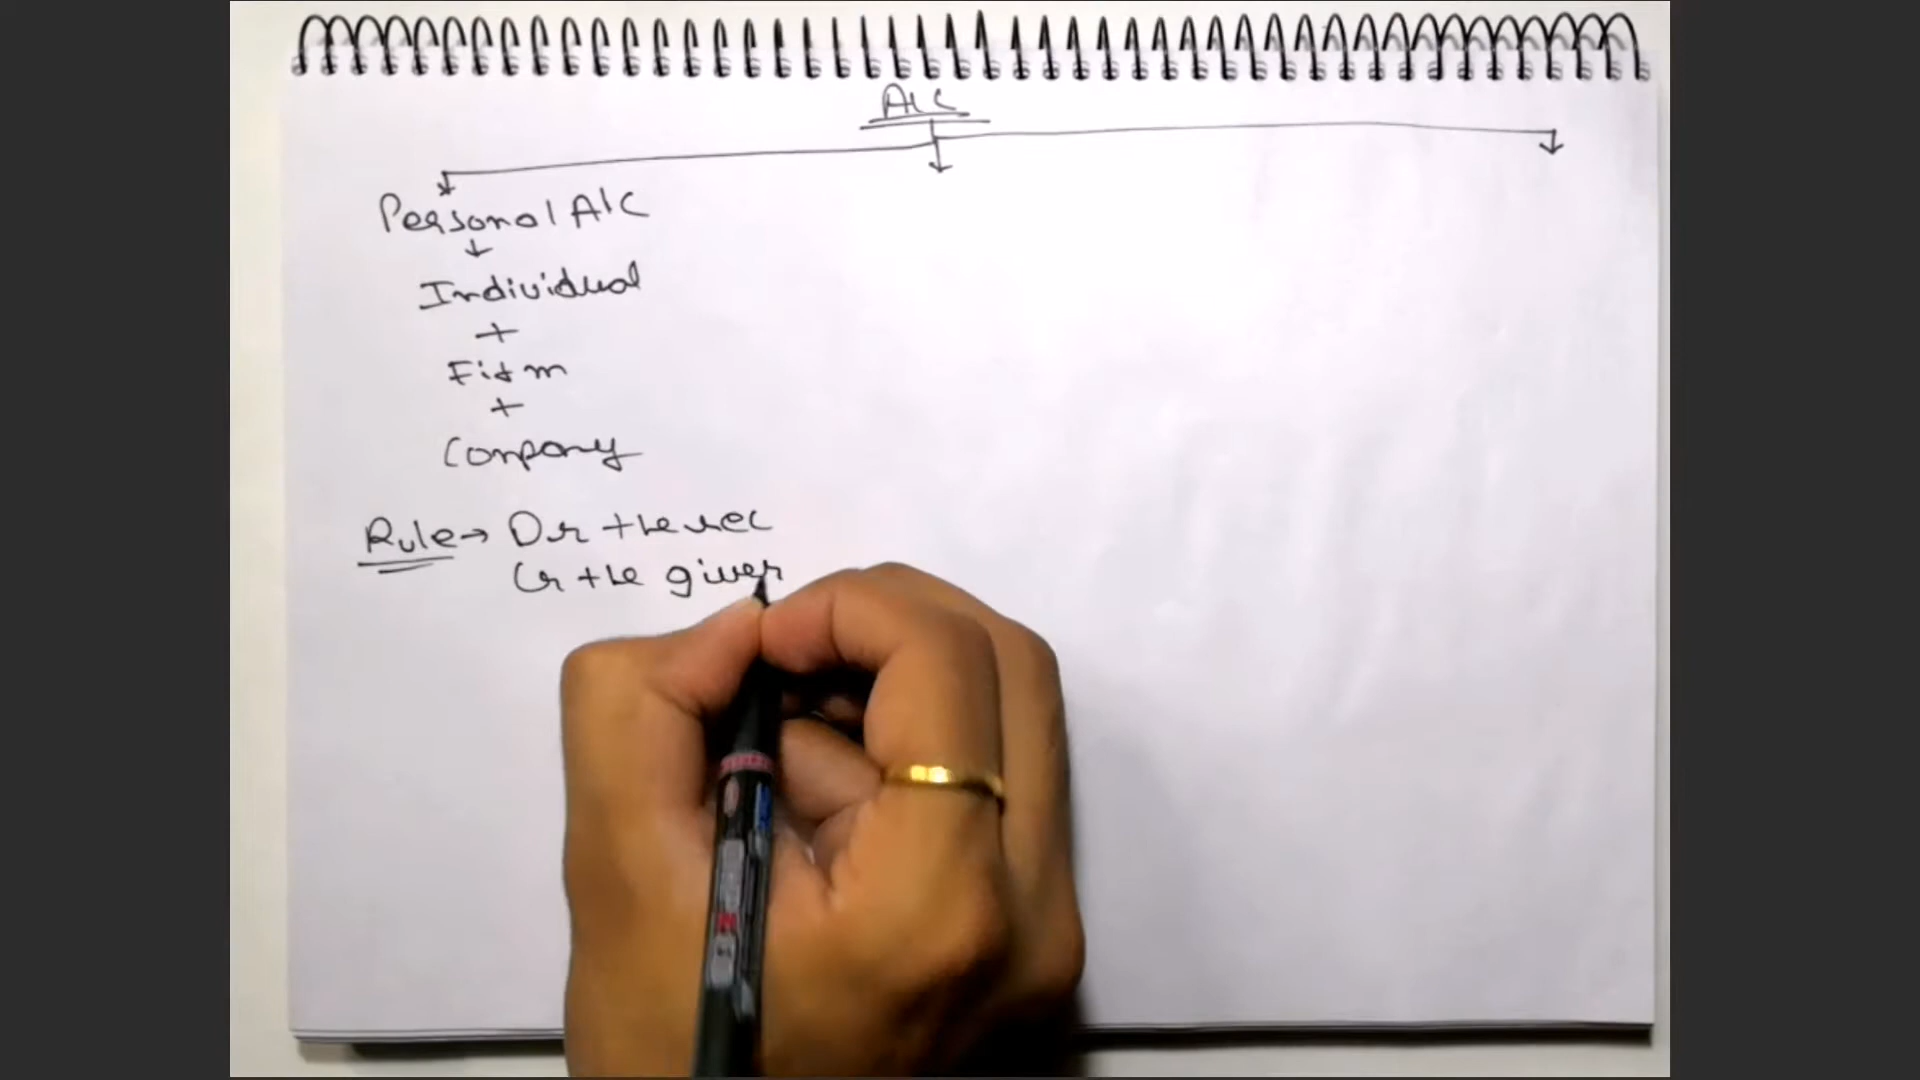 A/C
Personal A/C
Individual
+
Firm
+
Company
Rule → Dr the rec
Cr the giver